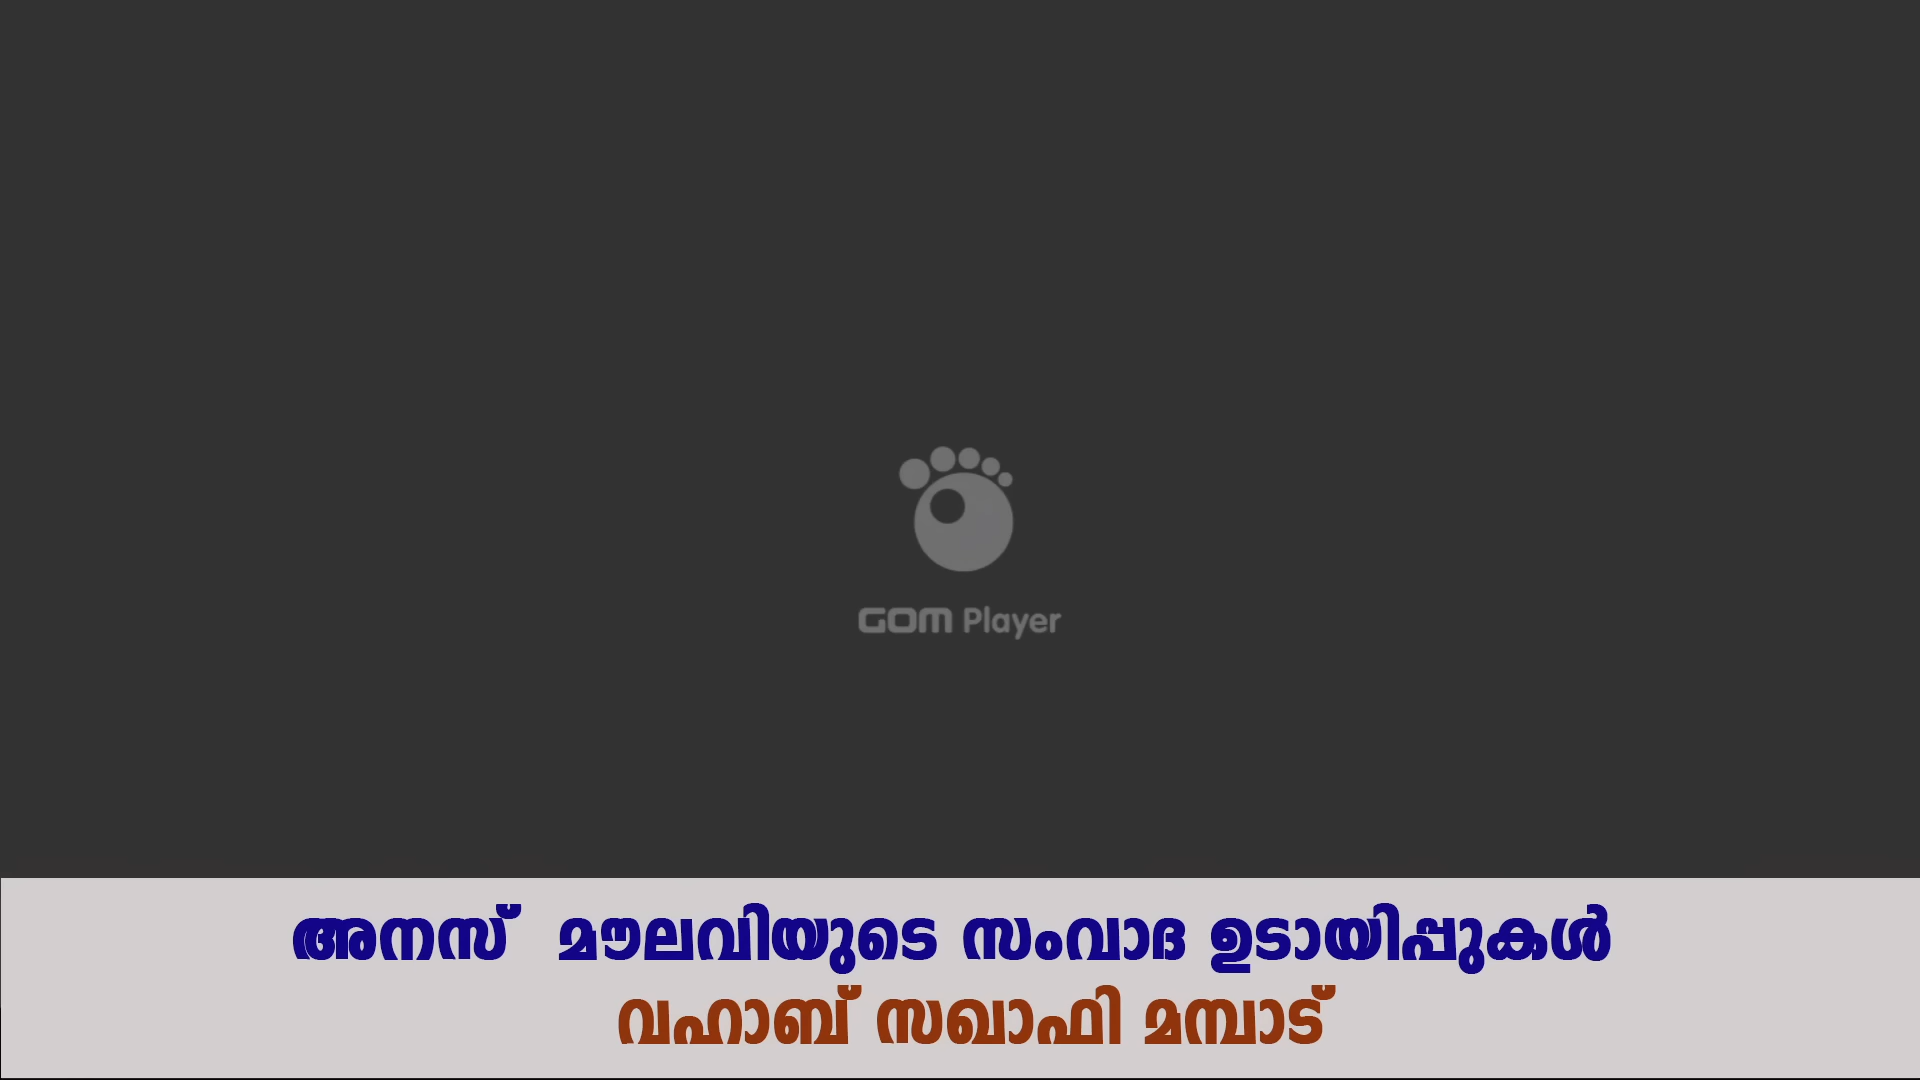 GOM Player
അനസ് മൗലവിയുടെ സംവാദ ഉടായിപ്പുകൾ
വഹാബ് സഖാഫി മമ്പാട്